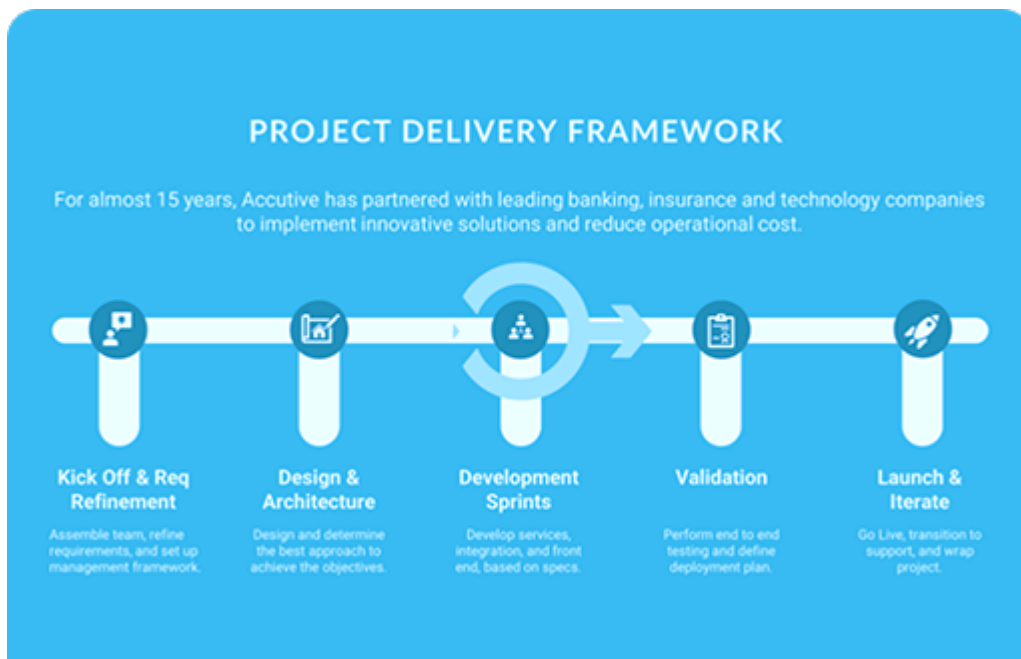 PROJECT DELIVERY FRAMEWORK
For almost 15 years, Accutive has partnered with leading banking, insurance and technology companies
to implement innovative solutions and reduce operational cost.
Kick Off & Req
Refinement
Assemble team, refine
requirements, and set up
management framework.
Design &
Architecture
Design and determine
the best approach to
achieve the objectives.
Development
Sprints
Develop services,
integration, and front
end, based on specs.
Validation
Perform end to end
testing and define
deployment plan.
Launch &
Iterate
Go Live, transition to
support, and wrap
project.